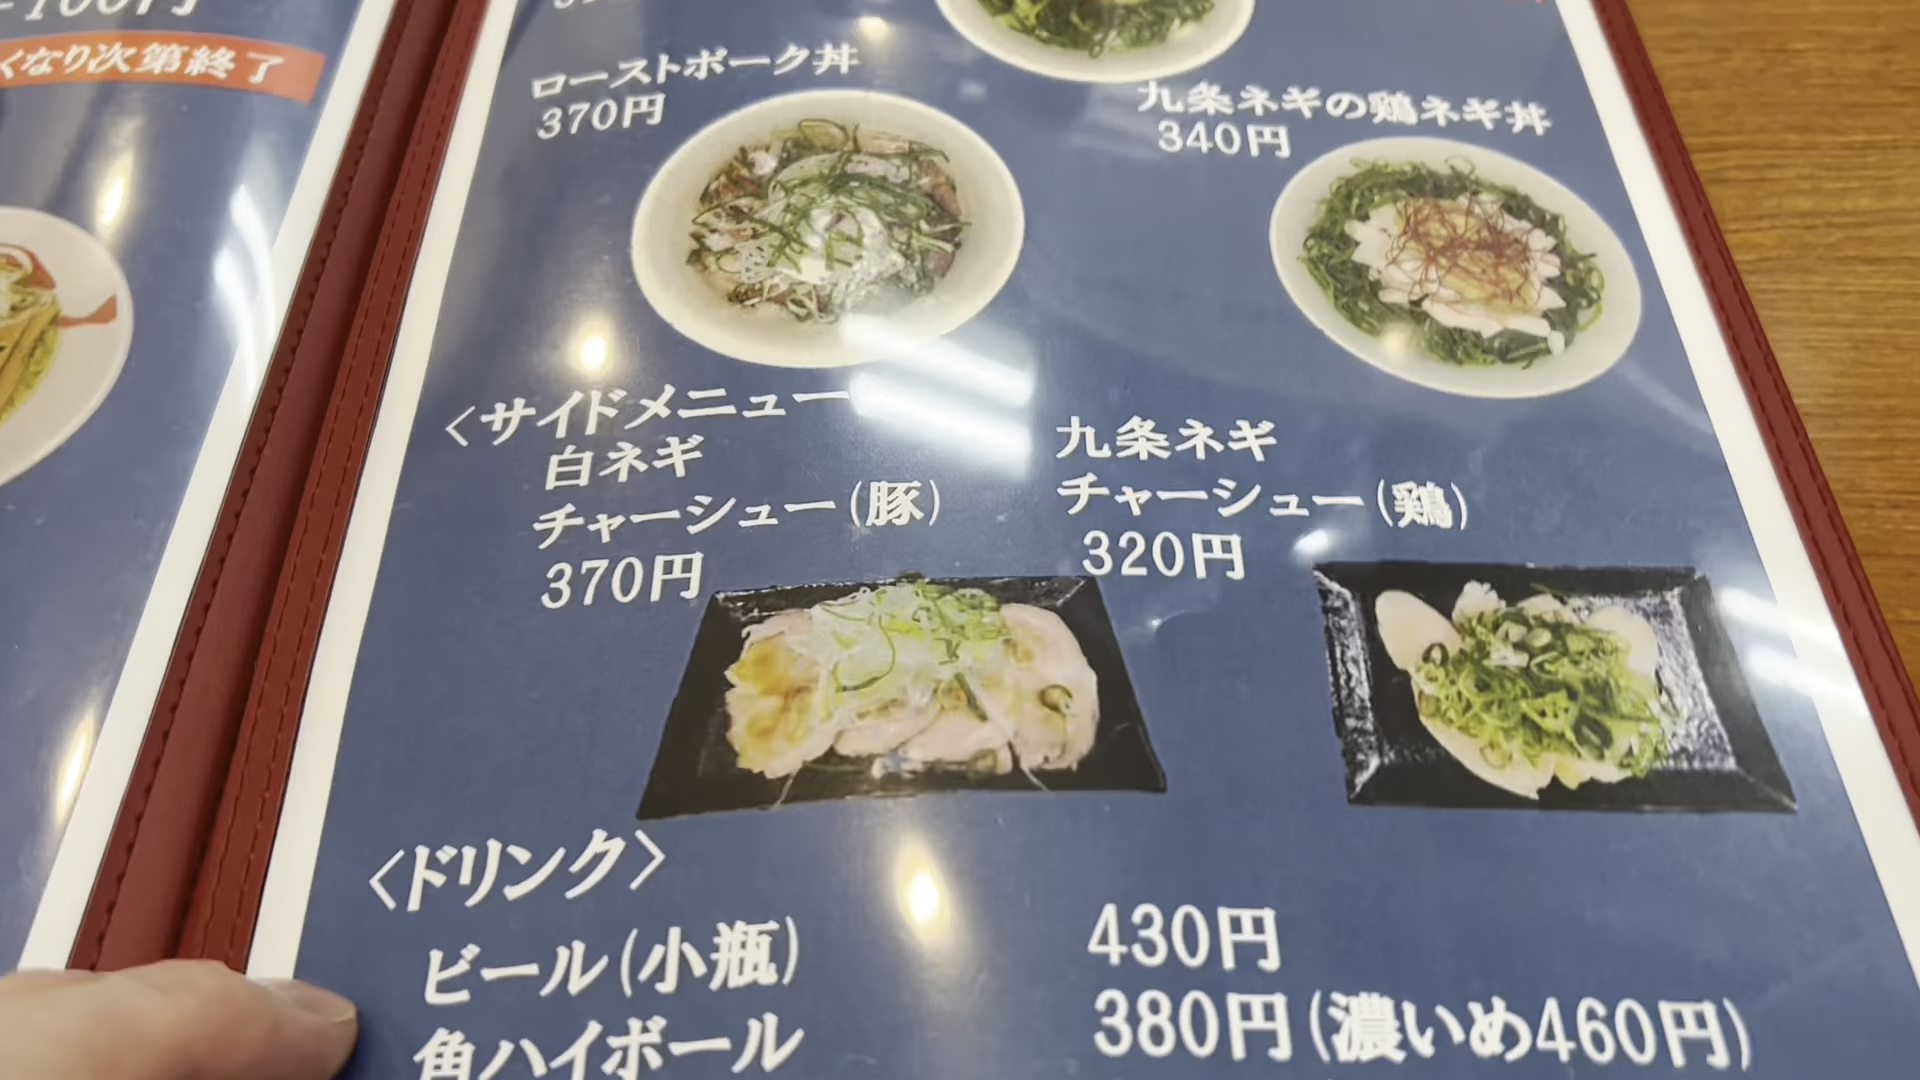 100円
くなり次第終了
ローストポーク丼
370円
九条ネギの鶏ネギ丼
340円
〈サイドメニュー
白ネギ
チャーシュー(豚)
370円
九条ネギ
チャーシュー(鶏)
320円
〈ドリンク〉
ビール(小瓶) 430円
角ハイボール 380円(濃いめ460円)